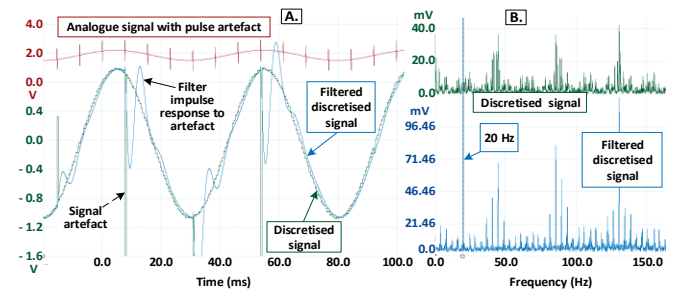 A.
Analogue signal with pulse artefact
4.0
2.0
0.0
V
0.4
0.0
- 0.4
- 0.8
- 1.2
- 1.6
V
Filter
impulse
response to
artefact
Filtered
discretised
signal
Signal
artefact
Discretised
signal
0.0
20.0
40.0
60.0
80.0
100.0
Time (ms)
B.
mV
40.0
20.0
0.0
Discretised signal
mV
96.46
71.46
46.46
21.46
0.0
20 Hz
Filtered
discretised
signal
0.0
50.0
100.0
150.0
Frequency (Hz)